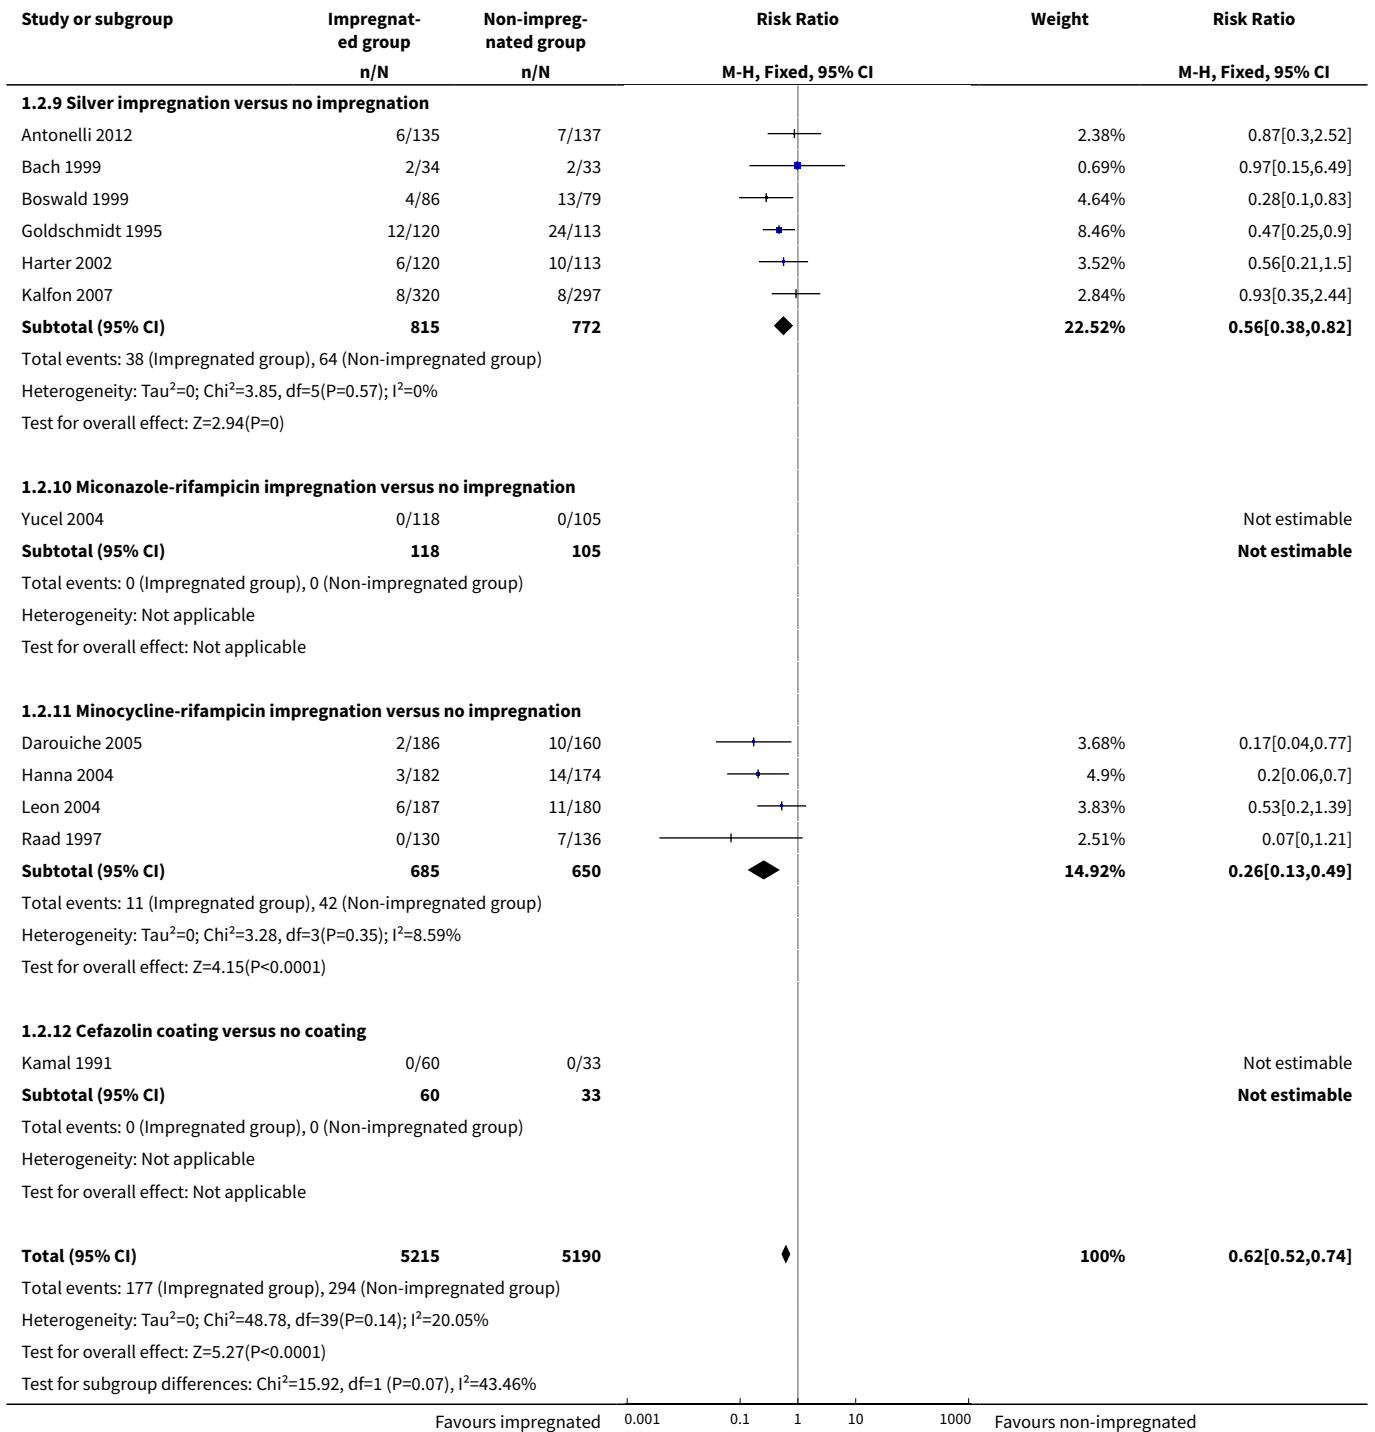 Study or subgroup Impregnat- Non-impreg- Risk Ratio Weight Risk Ratio
ed group nated group
n/N n/N M-H, Fixed, 95% CI M-H, Fixed, 95% CI
1.2.9 Silver impregnation versus no impregnation
Antonelli 2012 6/135 7/137 2.38% 0.87[0.3,2.52]
Bach 1999 2/34 2/33 0.69% 0.97[0.15,6.49]
Boswald 1999 4/86 13/79 4.64% 0.28[0.1,0.83]
Goldschmidt 1995 12/120 24/113 8.46% 0.47[0.25,0.9]
Harter 2002 6/120 10/113 3.52% 0.56[0.21,1.5]
Kalfon 2007 8/320 8/297 2.84% 0.93[0.35,2.44]
Subtotal (95% CI) 815 772 22.52% 0.56[0.38,0.82]
Total events: 38 (Impregnated group), 64 (Non-impregnated group)
Heterogeneity: Tau²=0; Chi²=3.85, df=5(P=0.57); I²=0%
Test for overall effect: Z=2.94(P=0)
1.2.10 Miconazole-rifampicin impregnation versus no impregnation
Yucel 2004 0/118 0/105 Not estimable
Subtotal (95% CI) 118 105 Not estimable
Total events: 0 (Impregnated group), 0 (Non-impregnated group)
Heterogeneity: Not applicable
Test for overall effect: Not applicable
1.2.11 Minocycline-rifampicin impregnation versus no impregnation
Darouiche 2005 2/186 10/160 3.68% 0.17[0.04,0.77]
Hanna 2004 3/182 14/174 4.9% 0.2[0.06,0.7]
Leon 2004 6/187 11/180 3.83% 0.53[0.2,1.39]
Raad 1997 0/130 7/136 2.51% 0.07[0,1.21]
Subtotal (95% CI) 685 650 14.92% 0.26[0.13,0.49]
Total events: 11 (Impregnated group), 42 (Non-impregnated group)
Heterogeneity: Tau²=0; Chi²=3.28, df=3(P=0.35); I²=8.59%
Test for overall effect: Z=4.15(P<0.0001)
1.2.12 Cefazolin coating versus no coating
Kamal 1991 0/60 0/33 Not estimable
Subtotal (95% CI) 60 33 Not estimable
Total events: 0 (Impregnated group), 0 (Non-impregnated group)
Heterogeneity: Not applicable
Test for overall effect: Not applicable
Total (95% CI) 5215 5190 100% 0.62[0.52,0.74]
Total events: 177 (Impregnated group), 294 (Non-impregnated group)
Heterogeneity: Tau²=0; Chi²=48.78, df=39(P=0.14); I²=20.05%
Test for overall effect: Z=5.27(P<0.0001)
Test for subgroup differences: Chi²=15.92, df=1 (P=0.07), I²=43.46%
Favours impregnated 0.001 0.1 1 10 1000 Favours non-impregnated